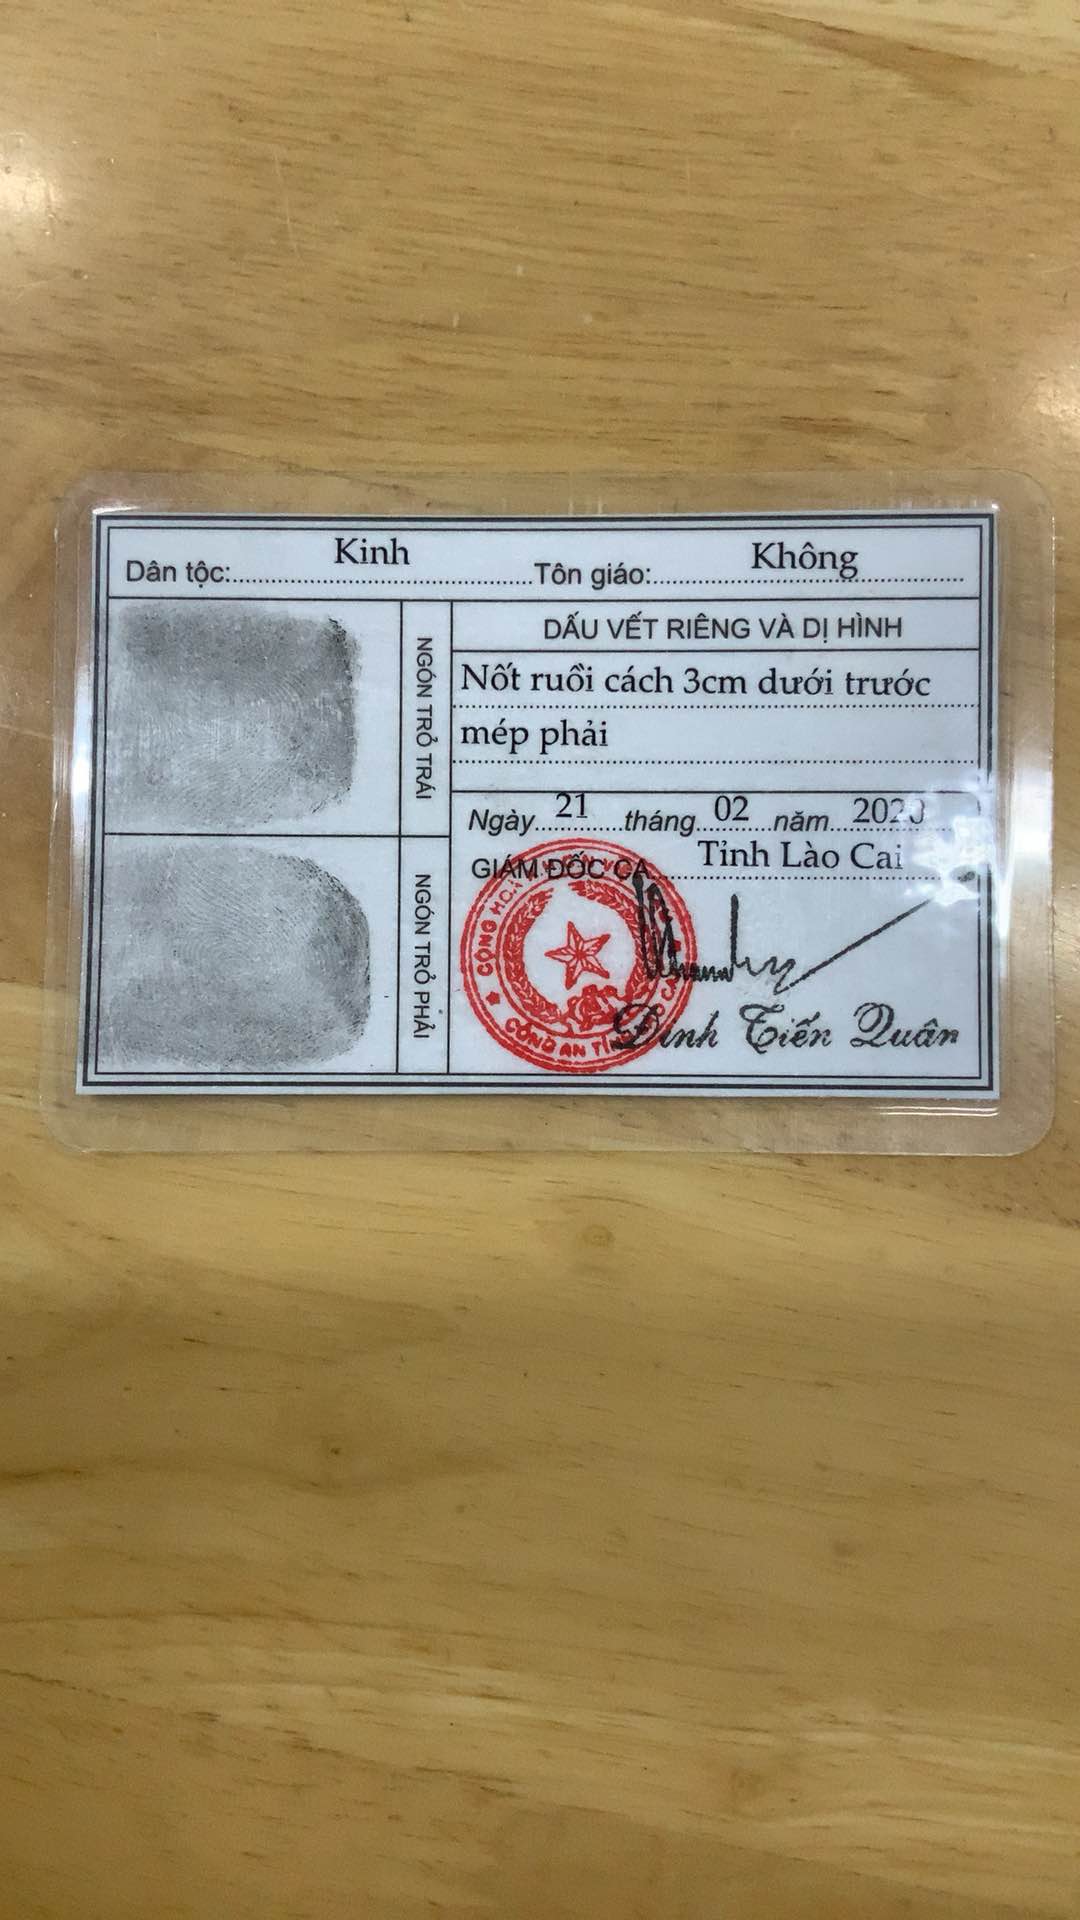 Dân tộc: Kinh Tôn giáo: Không
NGÓN TRỎ TRÁI
NGÓN TRỎ PHẢI
DẤU VẾT RIÊNG VÀ DỊ HÌNH
Nốt ruồi cách 3cm dưới trước
mép phải
Ngày 21 tháng 02 năm 2020
GIÁM ĐỐC CA Tỉnh Lào Cai
CỘNG HÒA
CÔNG AN TỈNH
Đinh Tiến Quân